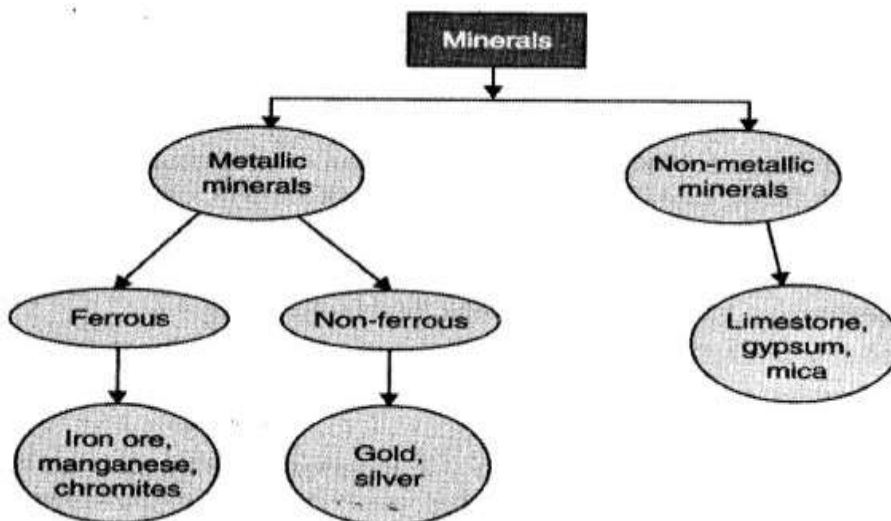 Minerals
Metallic
minerals
Non-metallic
minerals
Ferrous
Non-ferrous
Limestone,
gypsum,
mica
Iron ore,
manganese,
chromites
Gold,
silver